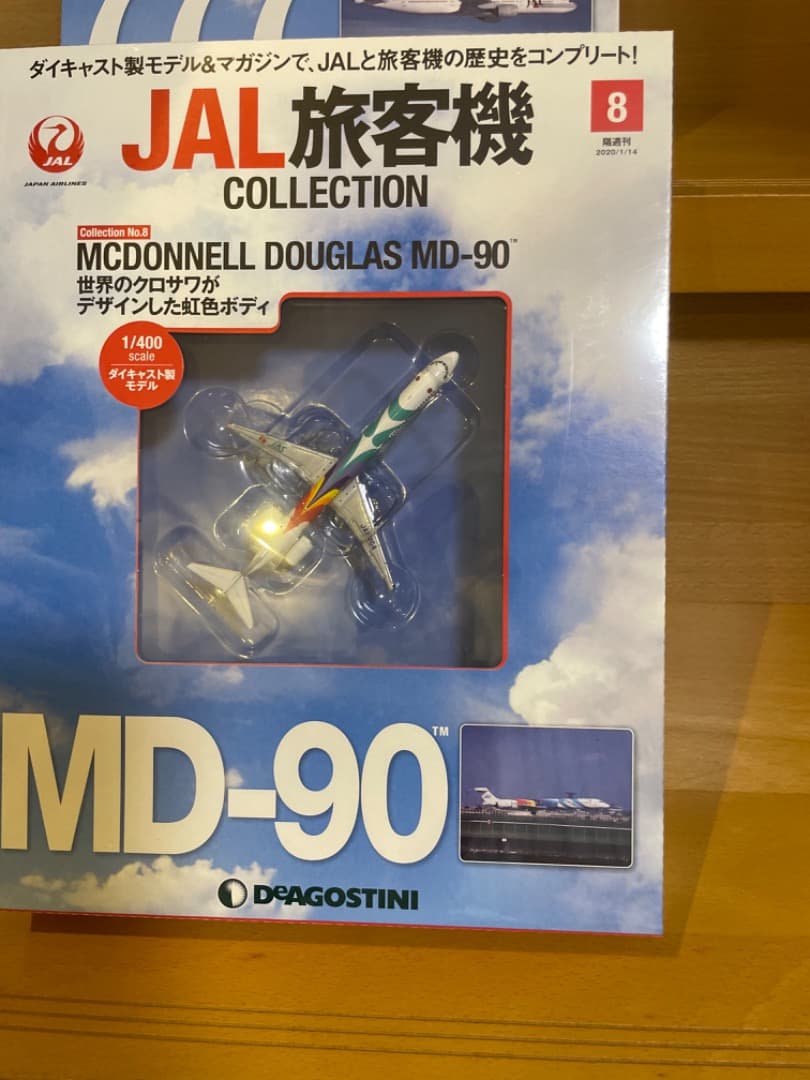 ダイキャスト製モデル&マガジンで、JALと旅客機の歴史をコンプリート!
JAL旅客機
COLLECTION
8
隔週刊
2020/1/14
JAL
JAPAN AIRLINES
Collection No.8
MCDONNELL DOUGLAS MD-90™
世界のクロサワが
デザインした虹色ボディ
1/400
scale
ダイキャスト製
モデル
MD-90™
DeAGOSTINI